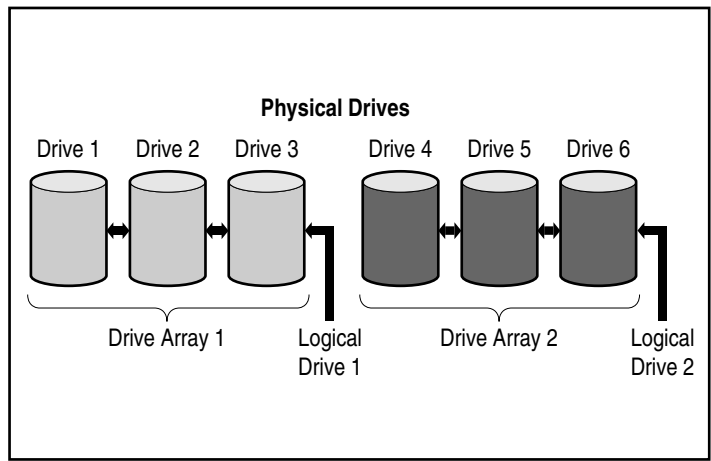 Physical Drives
Drive 1 Drive 2 Drive 3 Drive 4 Drive 5 Drive 6
Drive Array 1
Logical
Drive 1
Drive Array 2
Logical
Drive 2